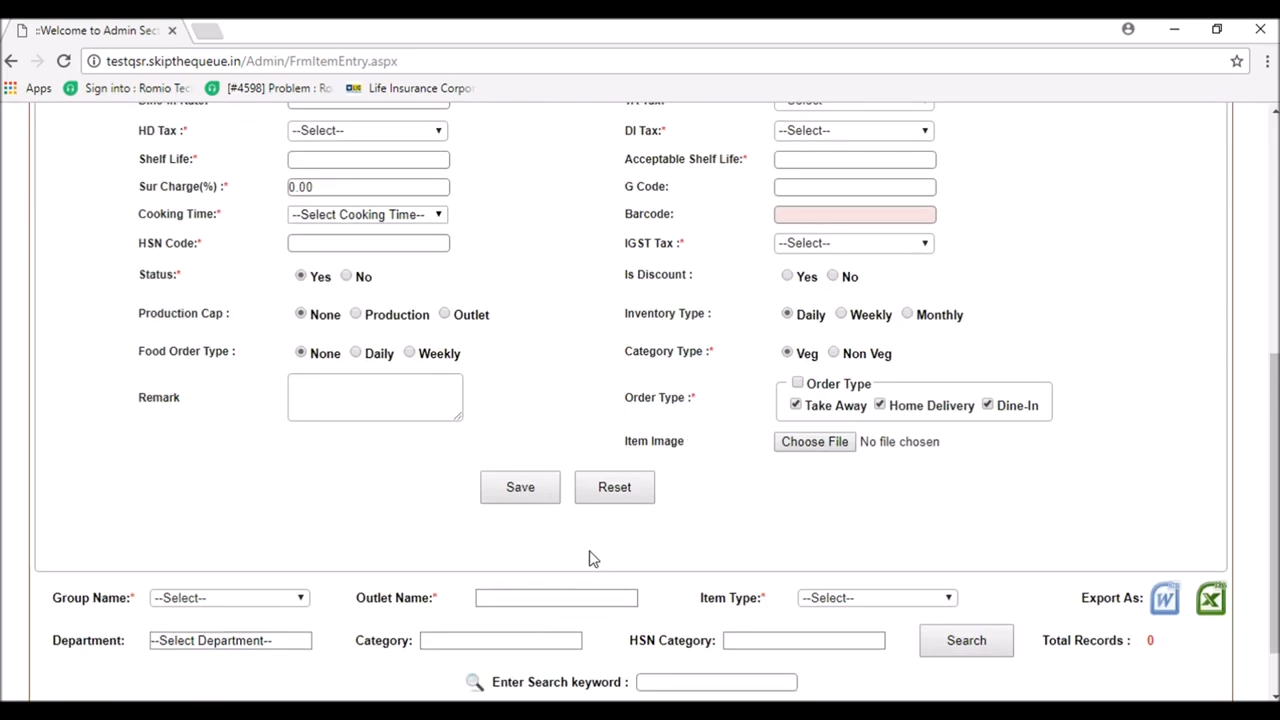 ::Welcome to Admin Sect
testqsr.skipthequeue.in/Admin/FrmItemEntry.aspx
Apps Sign into : Romio Tec [#4598] Problem : Ro Life Insurance Corpo
HD Tax :* --Select-- DI Tax:* --Select--
Shelf Life:* Acceptable Shelf Life:*
Sur Charge(%) :* 0.00 G Code:
Cooking Time:* --Select Cooking Time-- Barcode:
HSN Code:* IGST Tax :* --Select--
Status:* Yes No Is Discount : Yes No
Production Cap : None Production Outlet Inventory Type : Daily Weekly Monthly
Food Order Type : None Daily Weekly Category Type :* Veg Non Veg
Order Type
Remark Order Type :* Take Away Home Delivery Dine-In
Item Image Choose File No file chosen
Save Reset
Group Name:* --Select-- Outlet Name:* Item Type:* --Select-- Export As:
Department: --Select Department-- Category: HSN Category: Search Total Records : 0
Enter Search keyword :